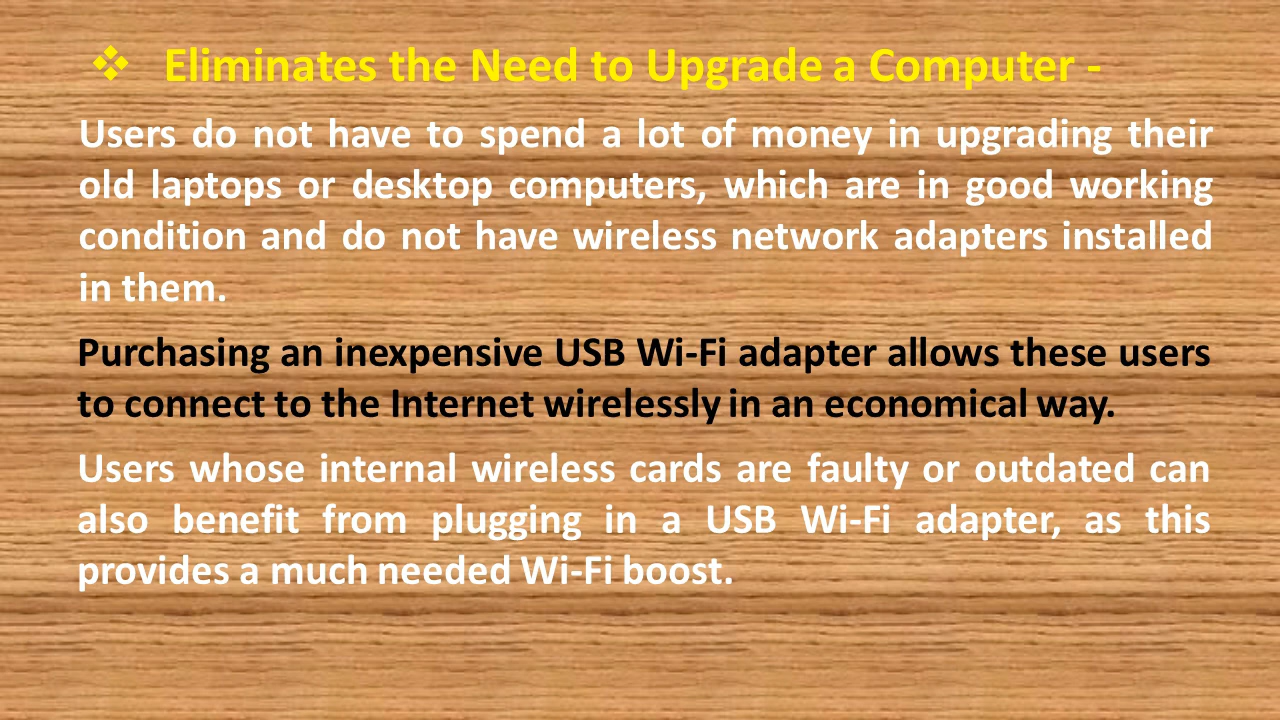 ❖ Eliminates the Need to Upgrade a Computer -
Users do not have to spend a lot of money in upgrading their
old laptops or desktop computers, which are in good working
condition and do not have wireless network adapters installed
in them.
Purchasing an inexpensive USB Wi-Fi adapter allows these users
to connect to the Internet wirelessly in an economical way.
Users whose internal wireless cards are faulty or outdated can
also benefit from plugging in a USB Wi-Fi adapter, as this
provides a much needed Wi-Fi boost.